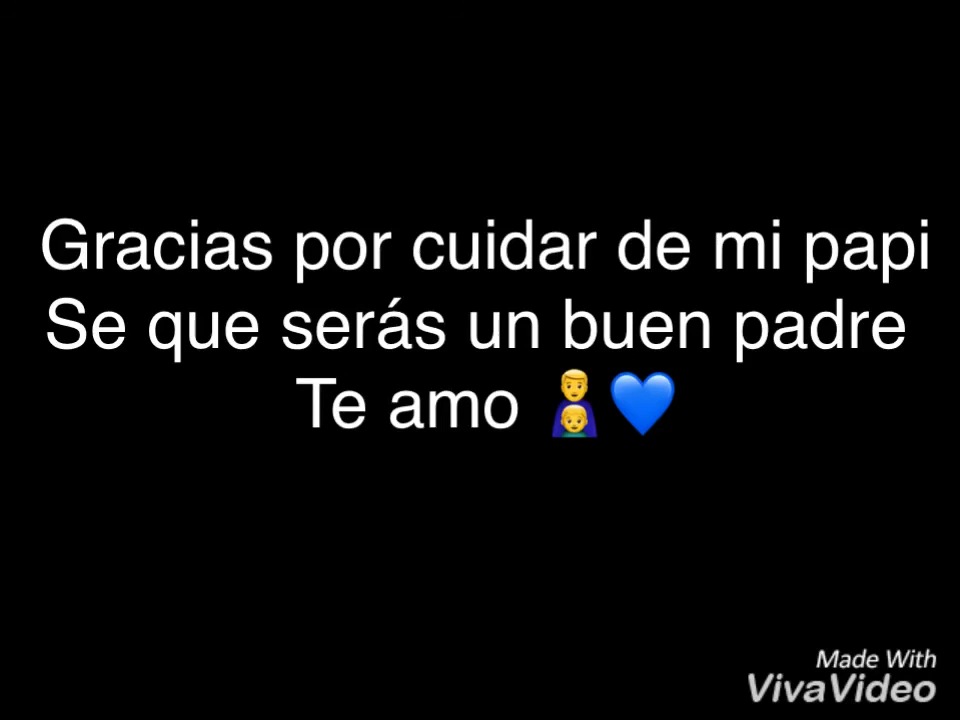 Gracias por cuidar de mi papi
Se que serás un buen padre
Te amo 👨‍👦💙
Made With
VivaVideo